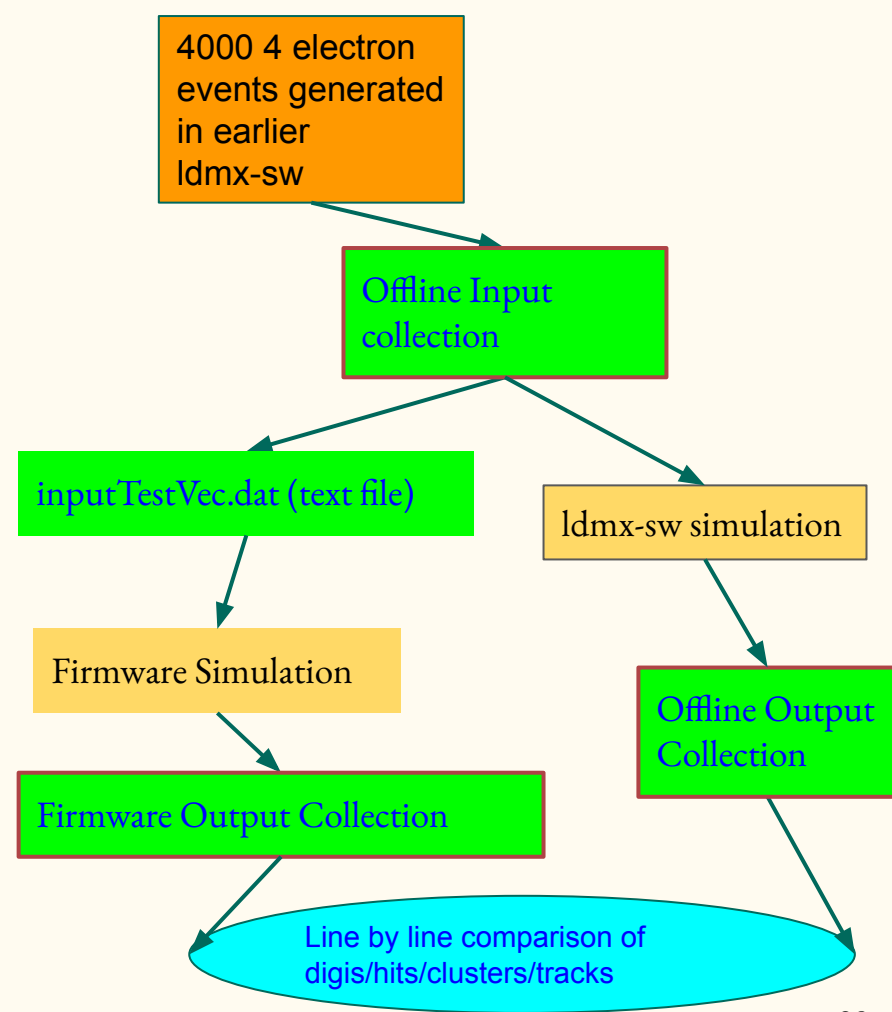 4000 4 electron
events generated
in earlier
ldmx-sw
Offline Input
collection
inputTestVec.dat (text file)
ldmx-sw simulation
Firmware Simulation
Offline Output
Collection
Firmware Output Collection
Line by line comparison of
digis/hits/clusters/tracks